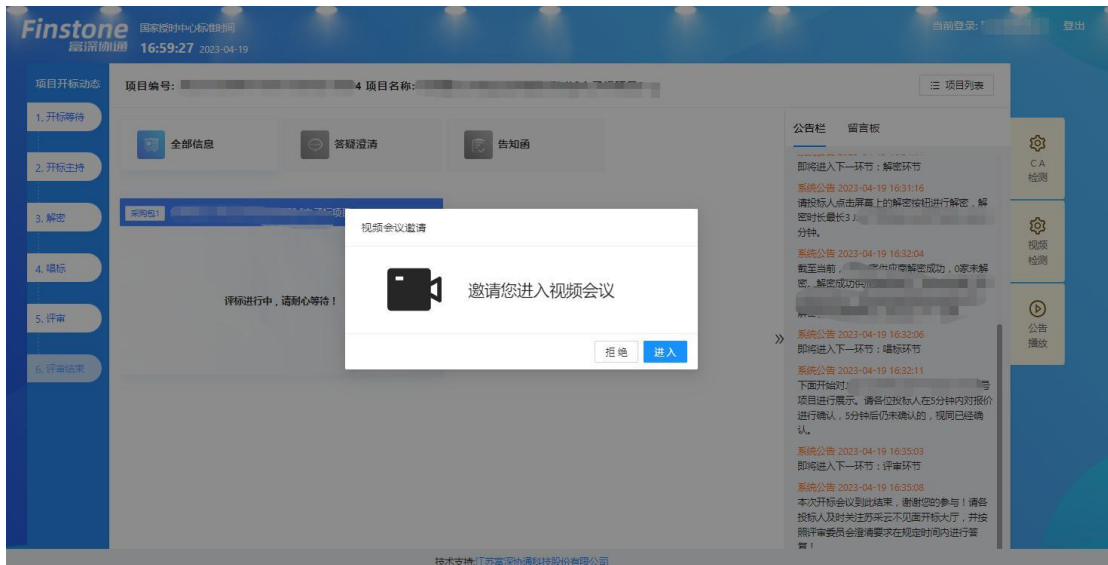 Finstone
富深协通
国家授时中心标准时间
16:59:27 2023-04-19
当前登录:
登出
项目开标动态
1. 开标等待
2. 开标主持
3. 解密
4. 唱标
5. 评审
6. 评审结束
项目编号: 4 项目名称:
项目列表
全部信息
答疑澄清
告知函
采购包1
评标进行中，请耐心等待！
视频会议邀请
邀请您进入视频会议
拒绝
进入
公告栏 留言板
即将进入下一环节：解密环节
系统公告 2023-04-19 16:31:16
请投标人点击屏幕上的解密按钮进行解密，解
密时长最长3
分钟。
系统公告 2023-04-19 16:32:04
截至当前， 供应商解密成功，0家未解
密。解密成功供
系统公告 2023-04-19 16:32:06
即将进入下一环节：唱标环节
系统公告 2023-04-19 16:32:11
下面开始对 号
项目进行展示。请各位投标人在5分钟内对报价
进行确认，5分钟后仍未确认的，视同已经确
认。
系统公告 2023-04-19 16:35:03
即将进入下一环节：评审环节
系统公告 2023-04-19 16:35:08
本次开标会议到此结束，谢谢您的参与！请各
投标人及时关注苏采云不见面开标大厅，并按
照评审委员会澄清要求在规定时间内进行答
复！
CA
检测
视频
检测
公告
播放
技术支持:江苏富深协通科技股份有限公司